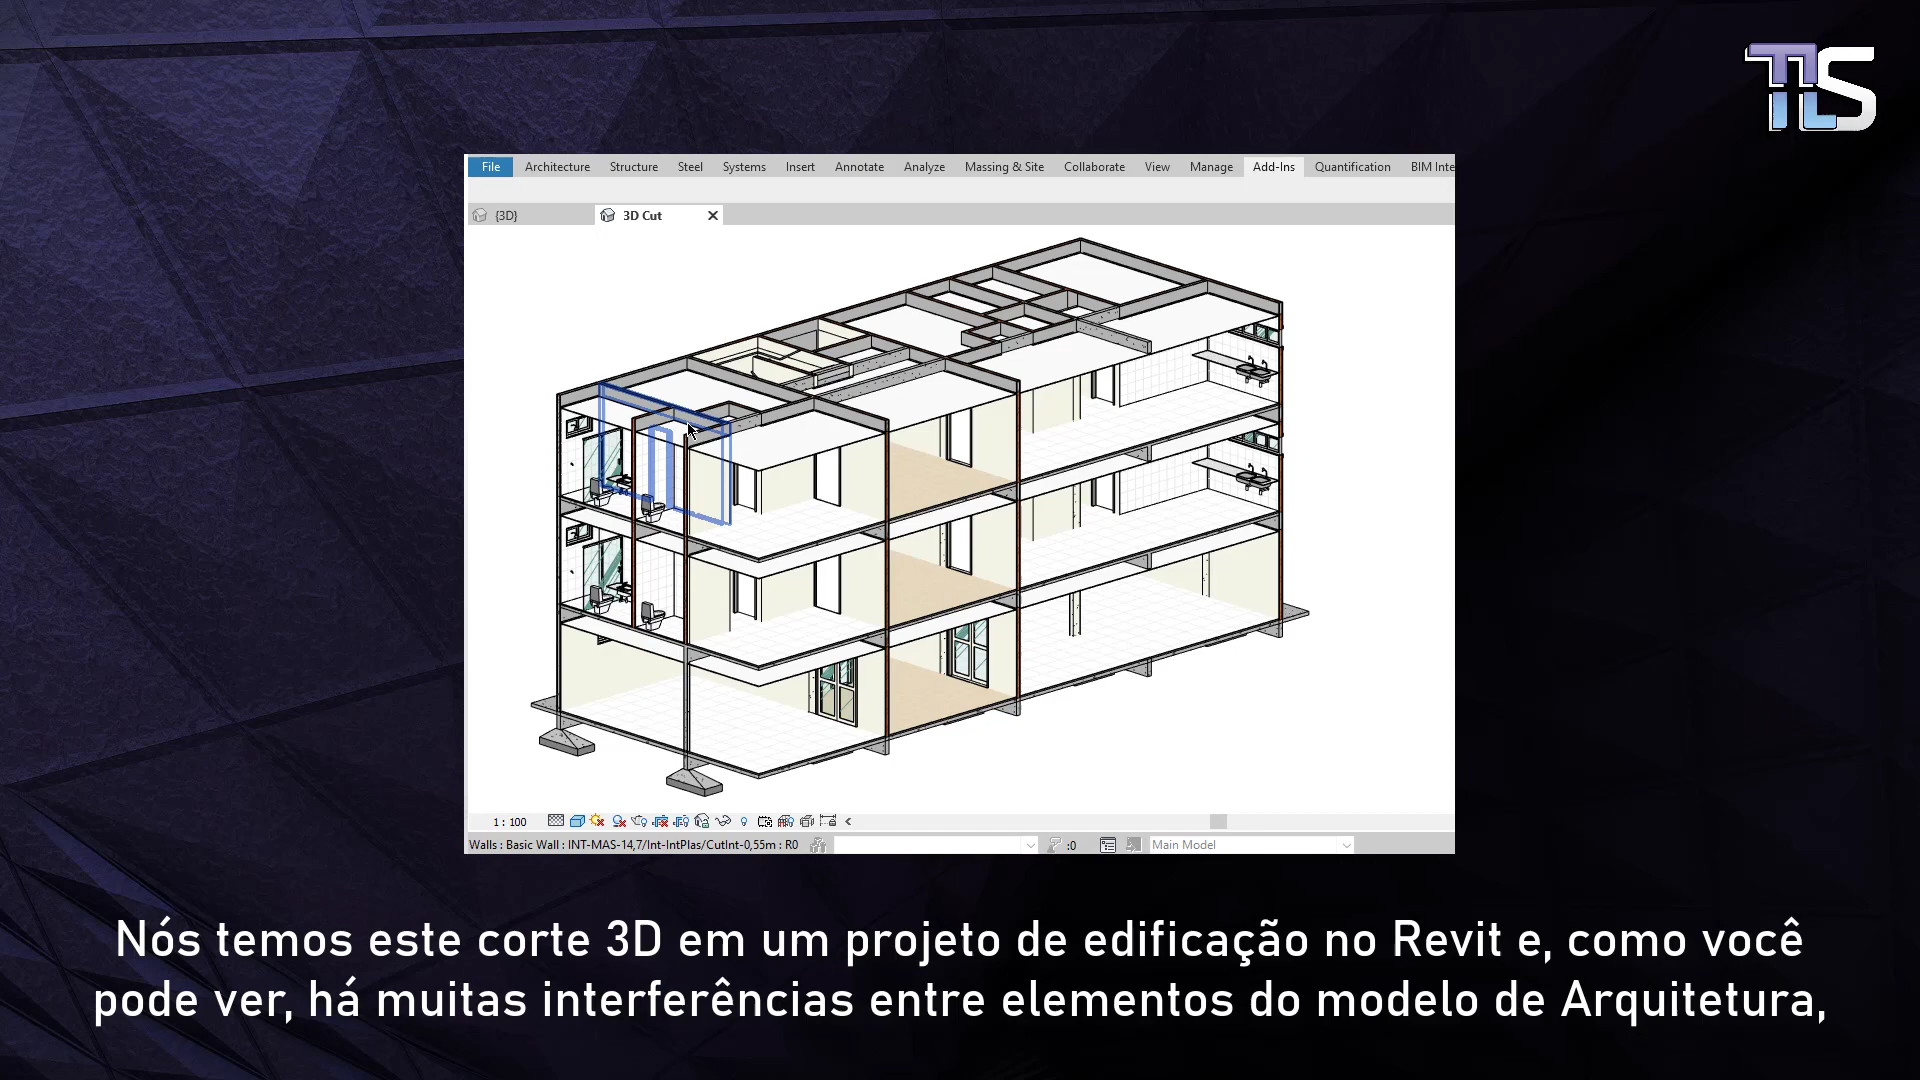 TLS
File Architecture Structure Steel Systems Insert Annotate Analyze Massing & Site Collaborate View Manage Add-Ins Quantification BIM Inte
{3D} 3D Cut
1 : 100
Walls : Basic Wall : INT-MAS-14,7/Int-IntPlas/CutInt-0,55m : R0 :0 Main Model
Nós temos este corte 3D em um projeto de edificação no Revit e, como você
pode ver, há muitas interferências entre elementos do modelo de Arquitetura,